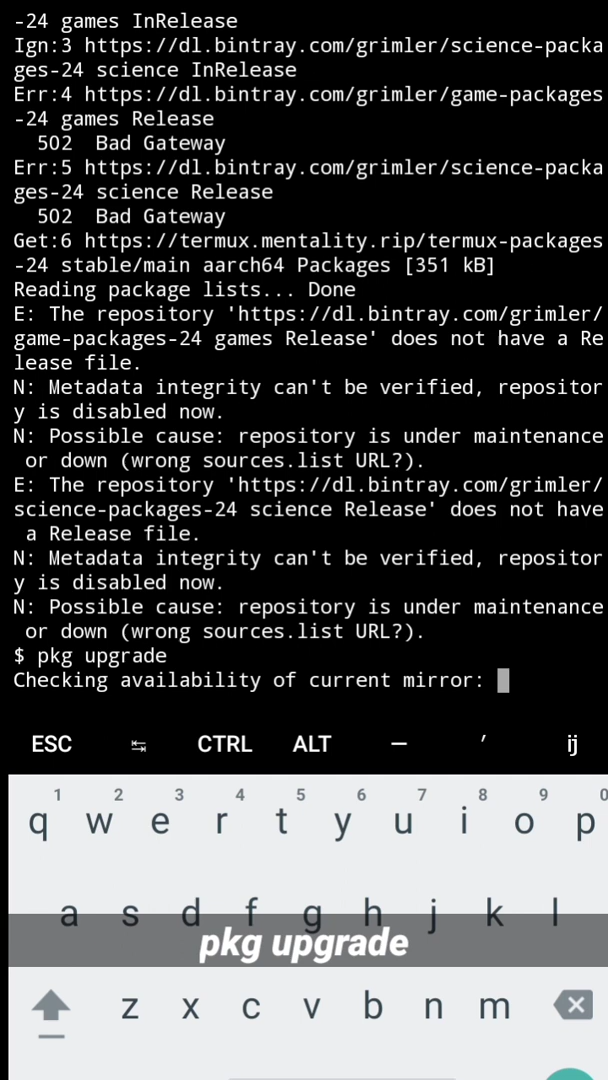 -24 games InRelease
Ign:3 https://dl.bintray.com/grimler/science-packa
ges-24 science InRelease
Err:4 https://dl.bintray.com/grimler/game-packages
-24 games Release
  502  Bad Gateway
Err:5 https://dl.bintray.com/grimler/science-packa
ges-24 science Release
  502  Bad Gateway
Get:6 https://termux.mentality.rip/termux-packages
-24 stable/main aarch64 Packages [351 kB]
Reading package lists... Done
E: The repository 'https://dl.bintray.com/grimler/
game-packages-24 games Release' does not have a Re
lease file.
N: Metadata integrity can't be verified, repositor
y is disabled now.
N: Possible cause: repository is under maintenance
 or down (wrong sources.list URL?).
E: The repository 'https://dl.bintray.com/grimler/
science-packages-24 science Release' does not have
 a Release file.
N: Metadata integrity can't be verified, repositor
y is disabled now.
N: Possible cause: repository is under maintenance
 or down (wrong sources.list URL?).
$ pkg upgrade
Checking availability of current mirror:
ESC ↹ CTRL ALT — ′ ij
1 2 3 4 5 6 7 8 9 0
q w e r t y u i o p
a s d f g h j k l
pkg upgrade
z x c v b n m